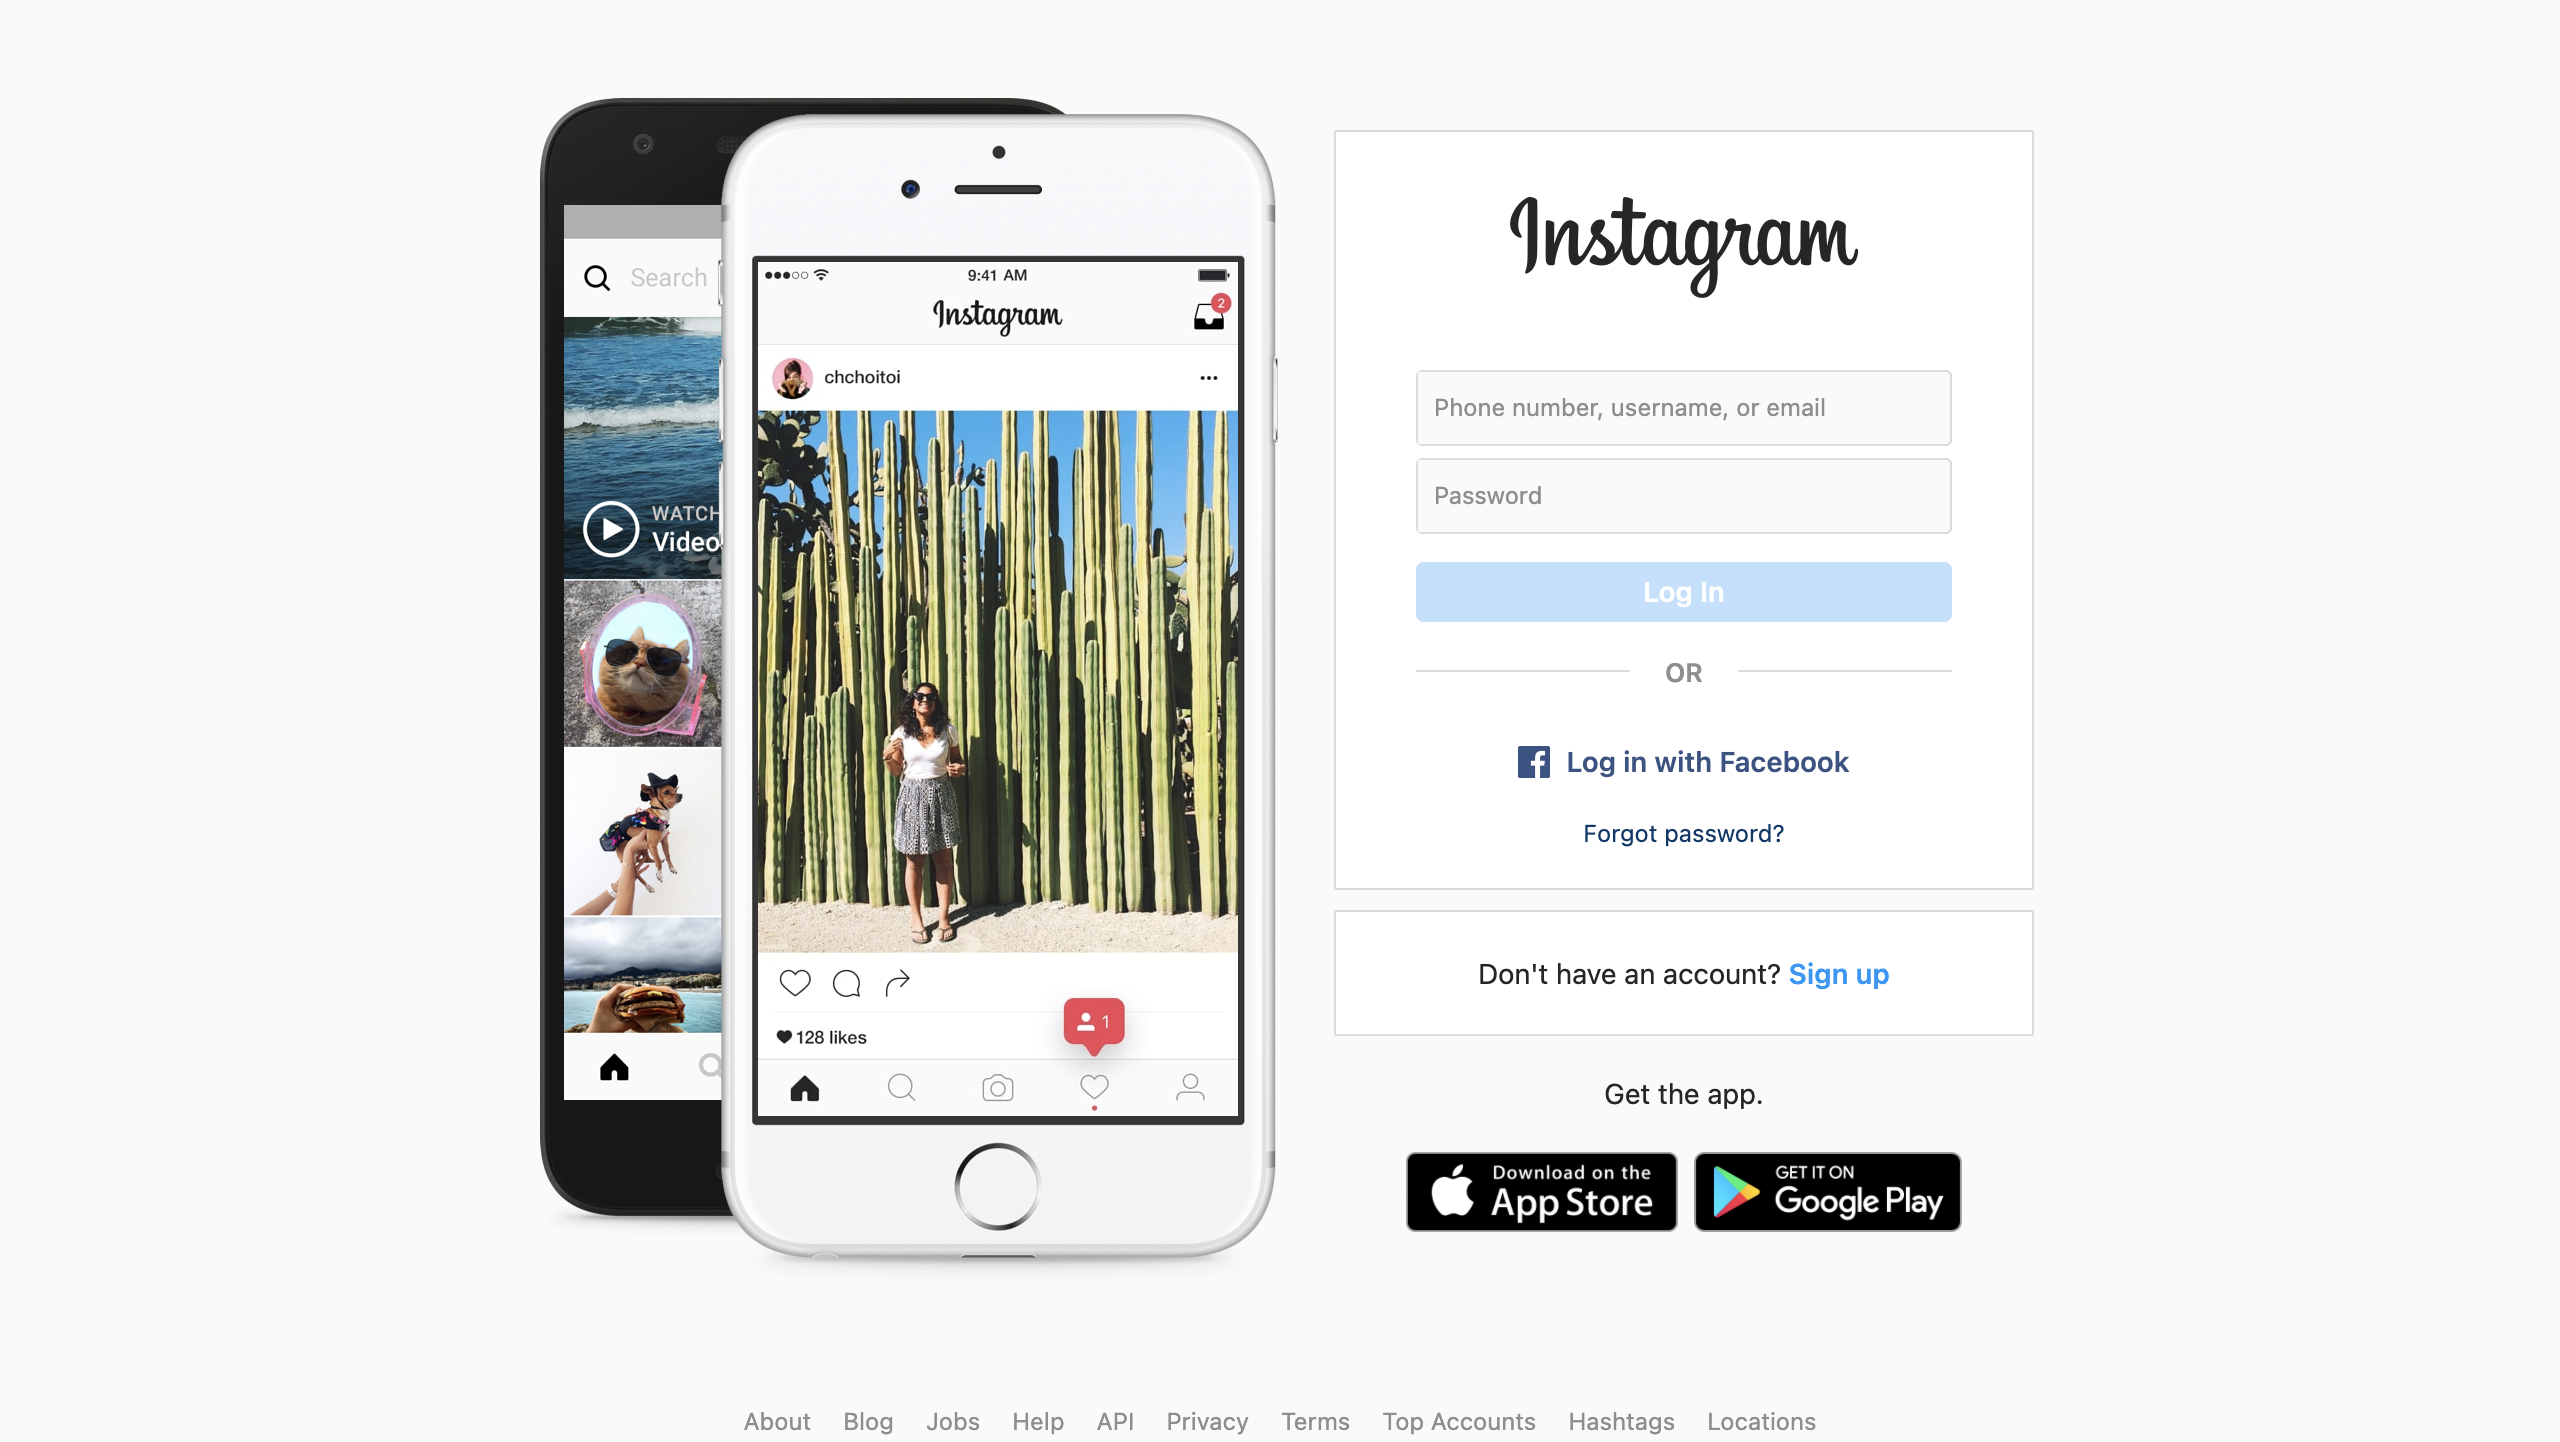 Search
WATCH
Video
9:41 AM
Instagram
2
chchoitoi
128 likes
1
Instagram
Phone number, username, or email
Password
Log In
OR
Log in with Facebook
Forgot password?
Don't have an account? Sign up
Get the app.
Download on the
App Store
GET IT ON
Google Play
About Blog Jobs Help API Privacy Terms Top Accounts Hashtags Locations